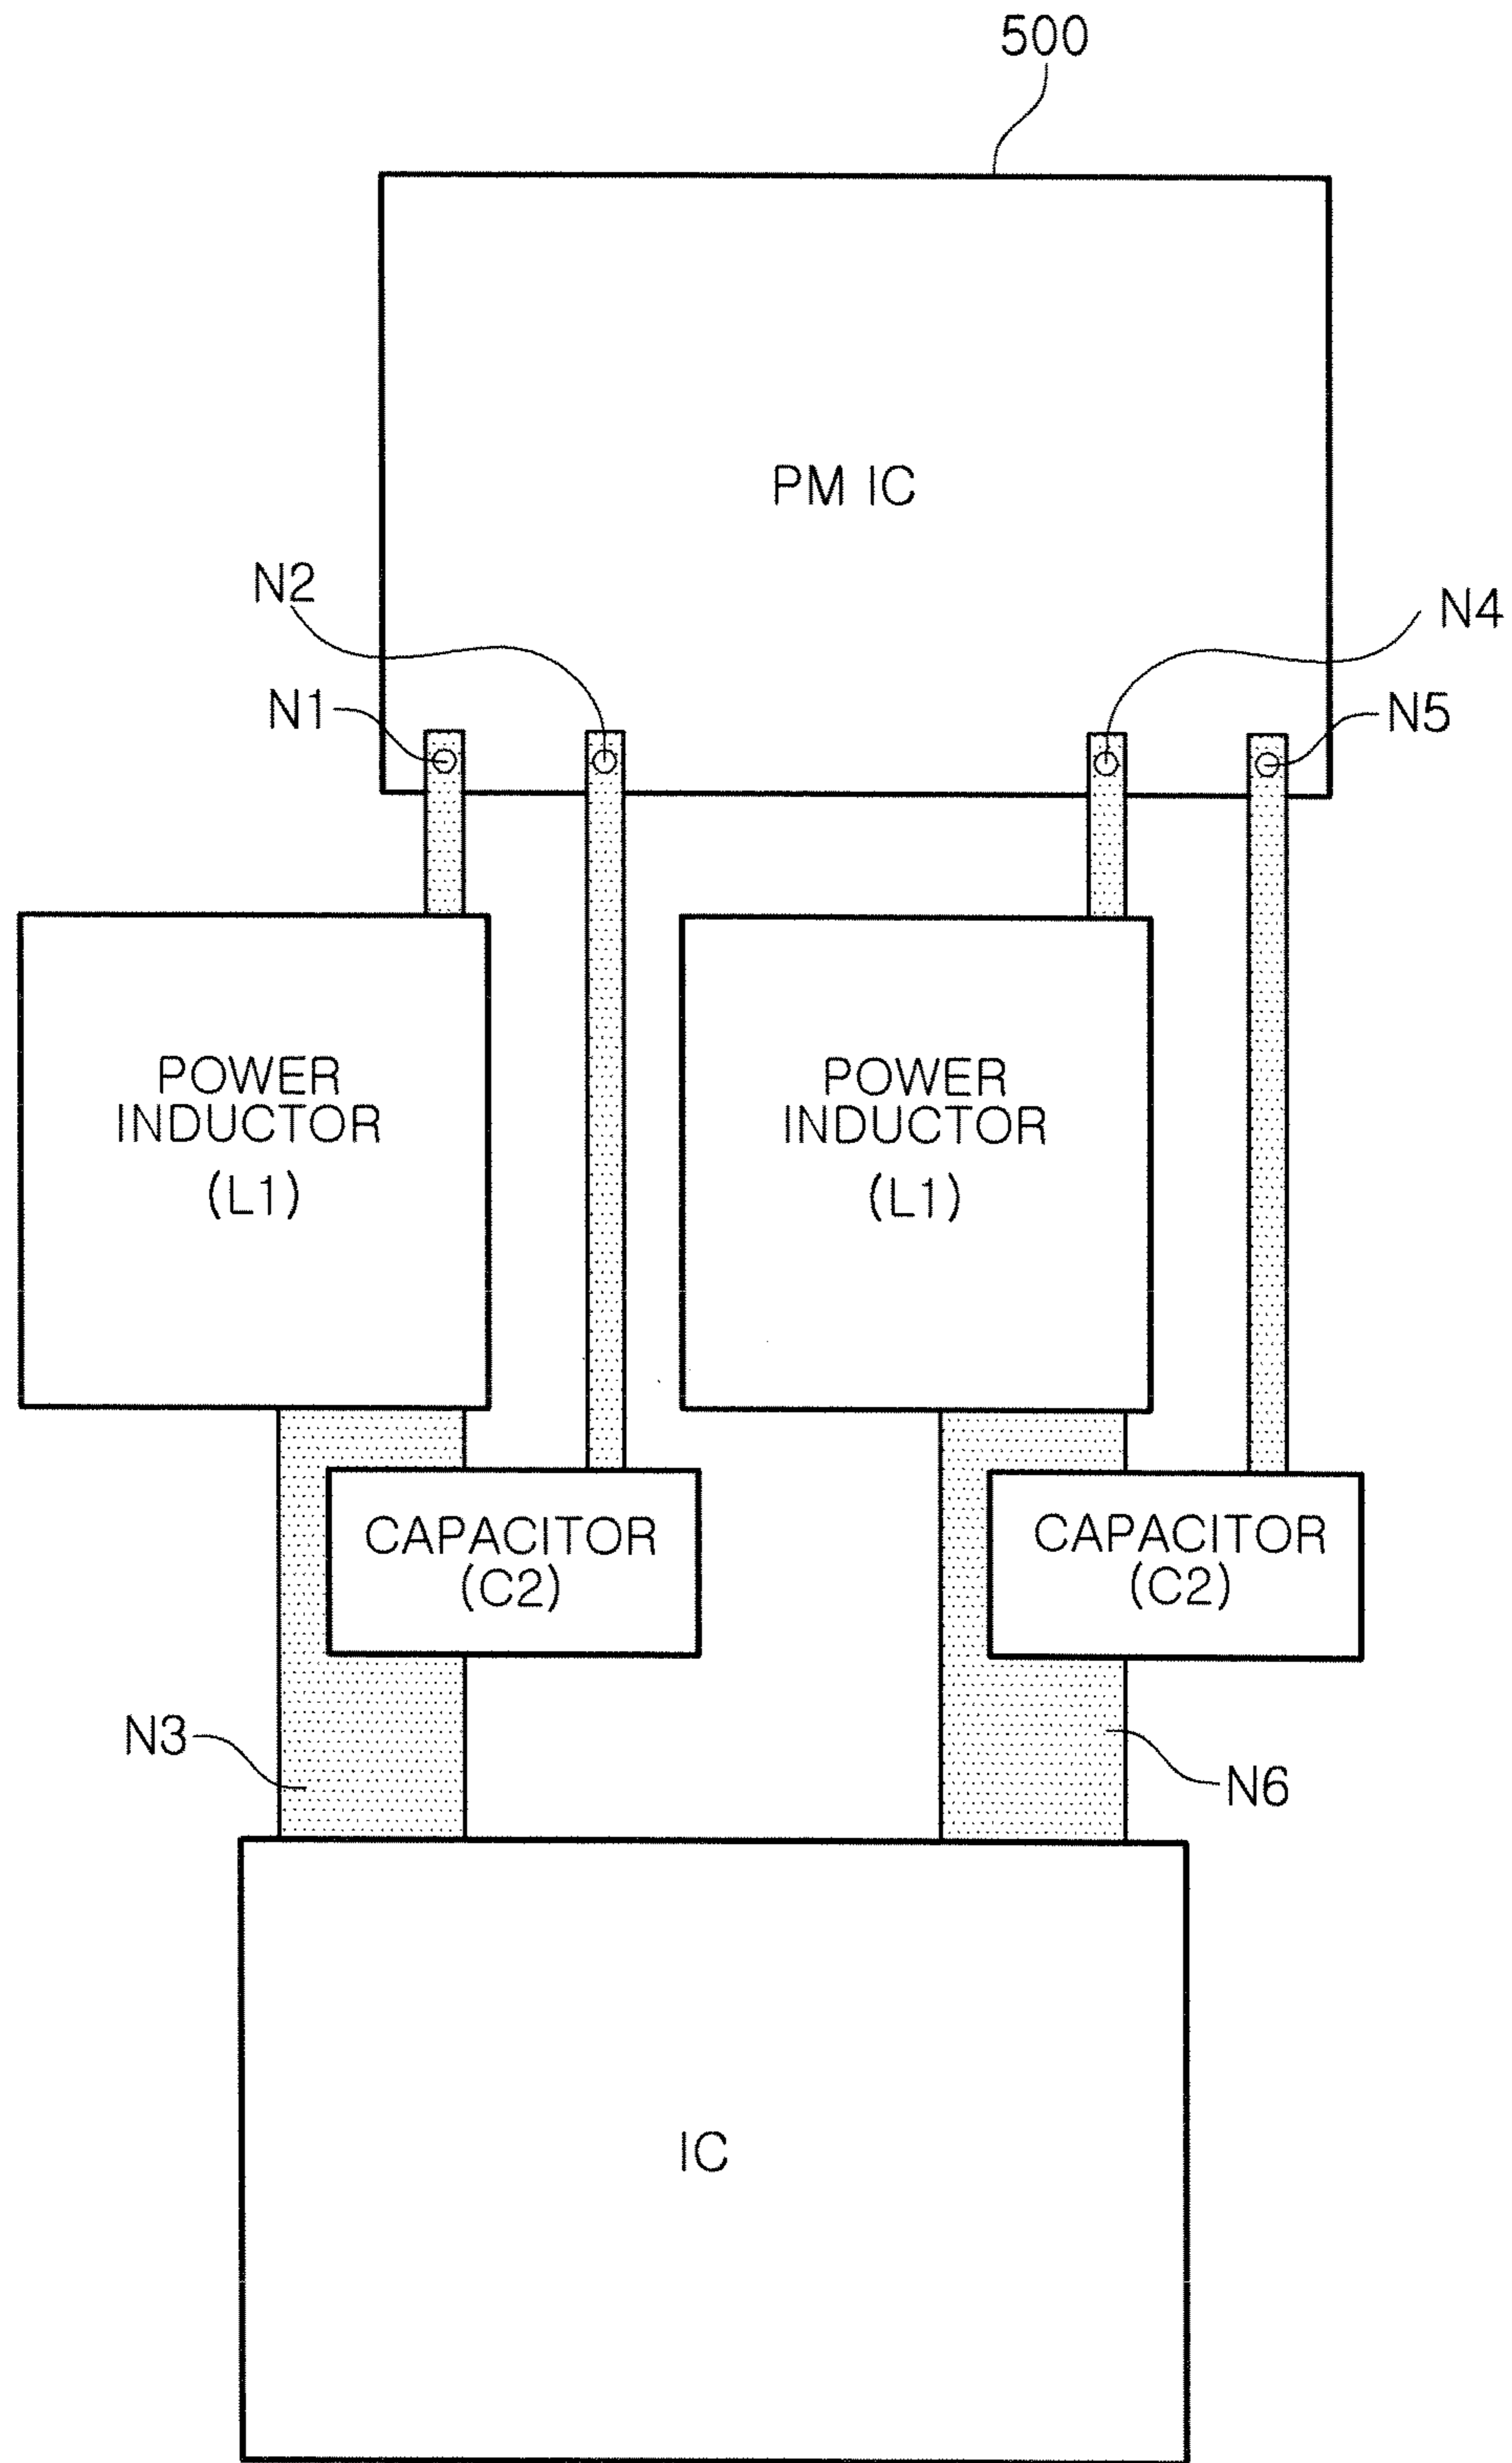 500
PM IC
N2
N4
N1
N5
POWER
INDUCTOR
(L1)
POWER
INDUCTOR
(L1)
CAPACITOR
(C2)
CAPACITOR
(C2)
N3
N6
IC